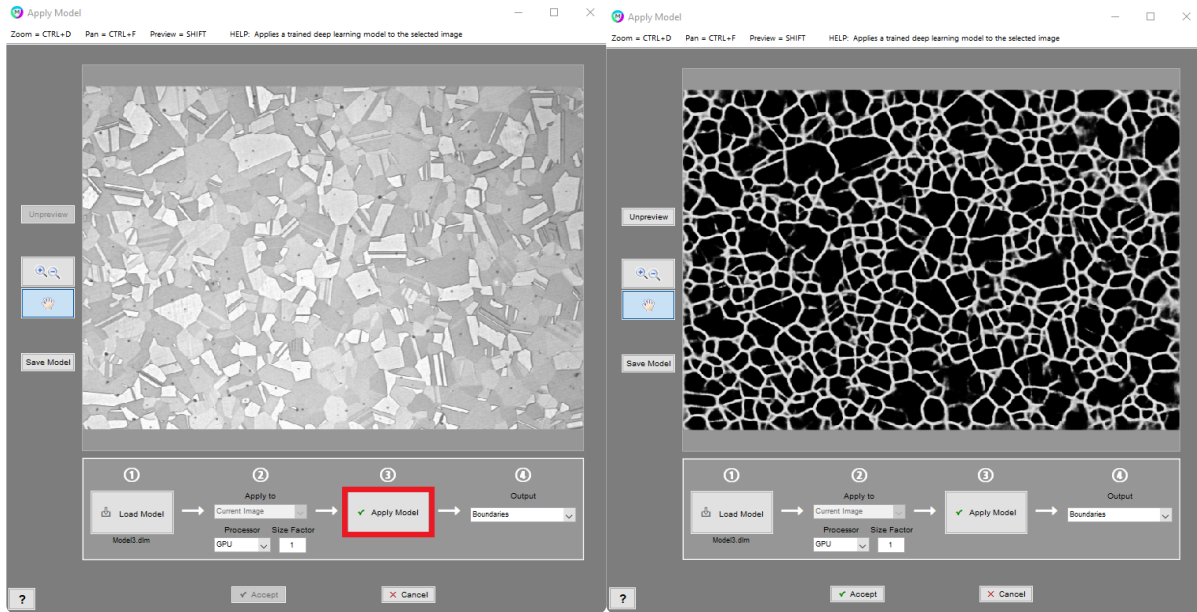 Apply Model
Zoom = CTRL+D Pan = CTRL+F Preview = SHIFT HELP: Applies a trained deep learning model to the selected image
Unpreview
Save Model
1 2 3 4
Load Model
Model3.dlm
Apply to
Current Image
Processor Size Factor
GPU 1
Apply Model
Output
Boundaries
? Accept Cancel
Apply Model
Zoom = CTRL+D Pan = CTRL+F Preview = SHIFT HELP: Applies a trained deep learning model to the selected image
Unpreview
Save Model
1 2 3 4
Load Model
Model3.dlm
Apply to
Current Image
Processor Size Factor
GPU 1
Apply Model
Output
Boundaries
? Accept Cancel